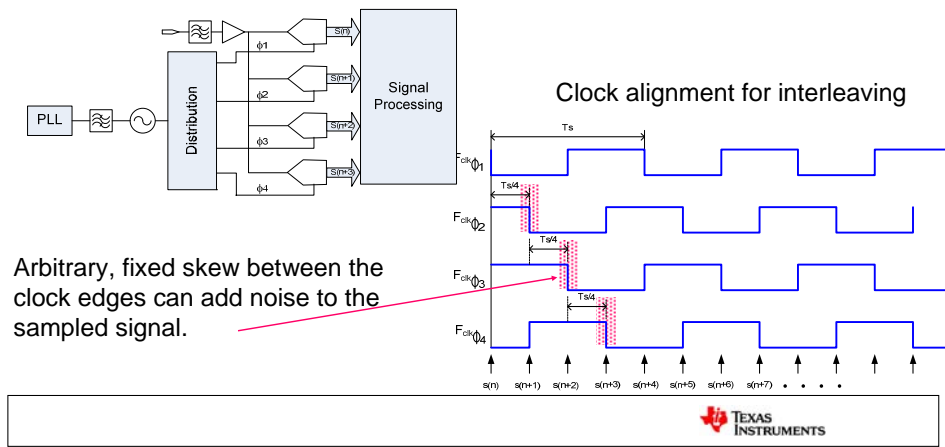 S(n)
ϕ1
S(n+1)
ϕ2
S(n+2)
ϕ3
S(n+3)
ϕ4
PLL
Distribution
Signal
Processing
Clock alignment for interleaving
Ts
Fclkϕ1
Ts/4
Fclkϕ2
Ts/4
Fclkϕ3
Ts/4
Fclkϕ4
s(n) s(n+1) s(n+2) s(n+3) s(n+4) s(n+5) s(n+6) s(n+7) • • • •
Arbitrary, fixed skew between the
clock edges can add noise to the
sampled signal.
TEXAS
INSTRUMENTS